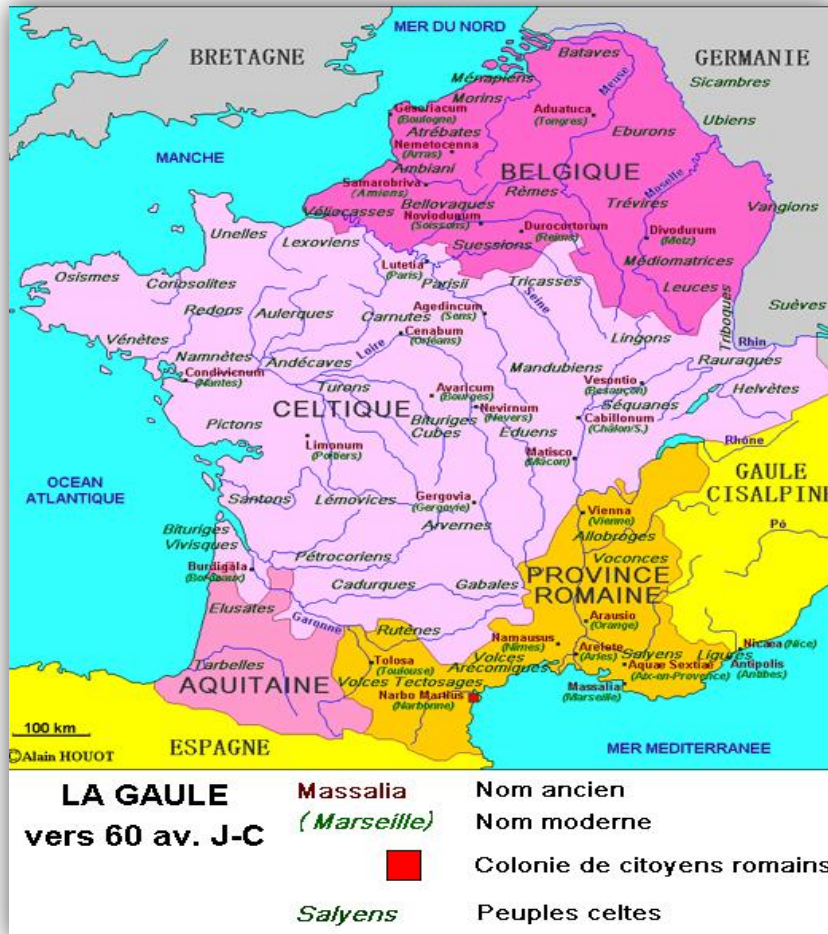 MER DU NORD
BRETAGNE
GERMANIE
Bataves
Sicambres
Ménapiens
Meuse
Morins
Gesoriacum
(Boulogne)
Aduatuca
(Tongres)
Ubiens
Atrébates
Eburons
Nemetocenna
(Arras)
MANCHE
Ambiani
BELGIQUE
Moselle
Samarobriva
(Amiens)
Rèmes
Trévires
Bellovaques
Vangions
Véliocasses
Noviodunum
(Soissons)
Durocortorum
(Reims)
Divodurum
(Metz)
Unelles
Lexoviens
Suessions
Médiomatrices
Lutetia
(Paris)
Parisii
Tricasses
Leuces
Osismes
Coriosolites
Seine
Suèves
Redons
Aulerques
Agedincum
(Sens)
Carnutes
Triboques
Cenabum
(Orléans)
Lingons
Rhin
Vénètes
Namnètes
Andécaves
Loire
Mandubiens
Rauraques
Condivicnum
(Nantes)
Turons
Avaricum
(Bourges)
Vesontio
(Besançon)
Helvètes
CELTIQUE
Nevirnum
(Nevers)
Séquanes
Pictons
Bituriges
Cubes
Eduens
Cabillonum
(Châlon/S.)
Limonum
(Poitiers)
Matisco
(Mâcon)
Rhône
OCEAN
ATLANTIQUE
GAULE
CISALPINE
Santons
Lémovices
Gergovia
(Gergovie)
Vienna
(Vienne)
Arvernes
Pô
Bituriges
Vivisques
Allobroges
Pétrocoriens
Voconces
Burdigala
(Bordeaux)
PROVINCE
ROMAINE
Cadurques
Gabales
Elusates
Garonne
Arausio
(Orange)
Rutènes
Namausus
(Nîmes)
Arelete
(Arles)
Salyens
Ligures
Nicaea (Nice)
Tarbelles
Tolosa
(Toulouse)
Volces
Arécomiques
Aquae Sextiae
(Aix-en-Provence)
Antipolis
(Antibes)
AQUITAINE
Volces Tectosages
Narbo Martius
(Narbonne)
Massalia
(Marseille)
100 km
ESPAGNE
MER MEDITERRANEE
©Alain HOUOT
LA GAULE
vers 60 av. J-C
Massalia Nom ancien
(Marseille) Nom moderne
Colonie de citoyens romains
Salyens Peuples celtes